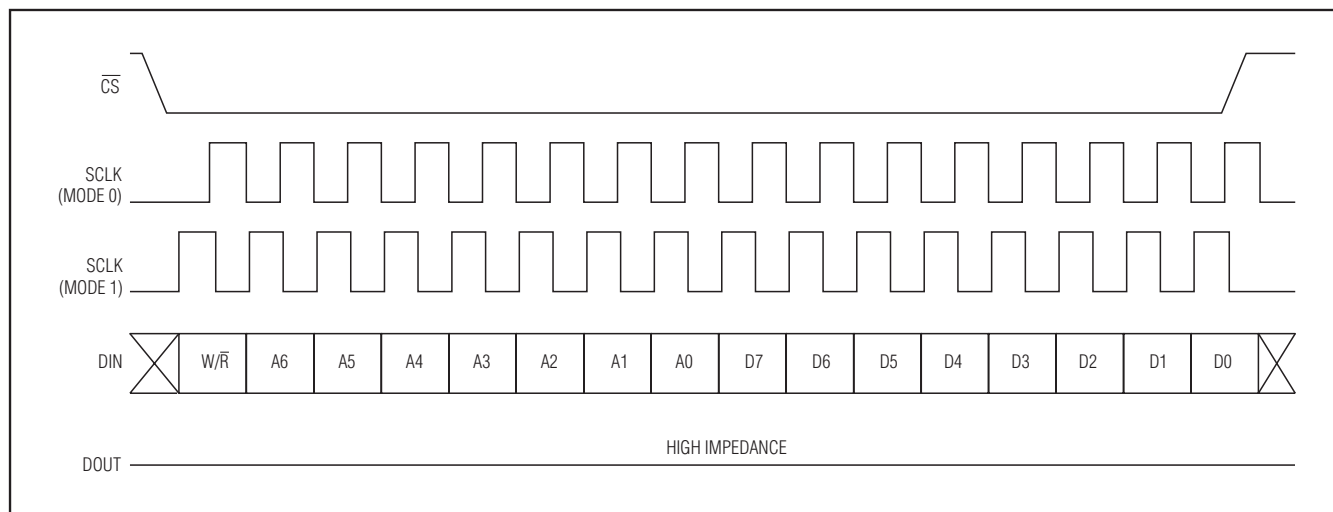 C̅S̅
SCLK
(MODE 0)
SCLK
(MODE 1)
DIN W/R̅ A6 A5 A4 A3 A2 A1 A0 D7 D6 D5 D4 D3 D2 D1 D0
HIGH IMPEDANCE
DOUT